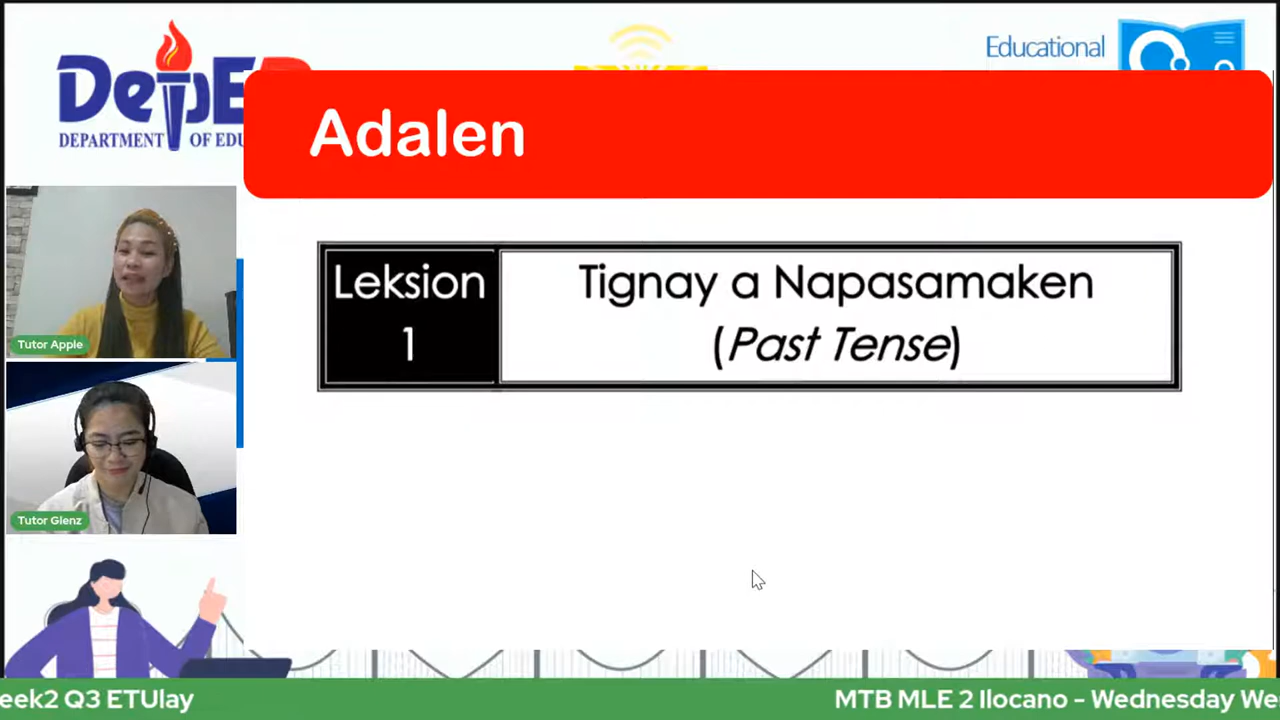 DepED
DEPARTMENT OF EDU
Educational
Adalen
Leksion
1
Tignay a Napasamaken
(Past Tense)
Tutor Apple
Tutor Glenz
eek2 Q3 ETUlay
MTB MLE 2 Ilocano - Wednesday We